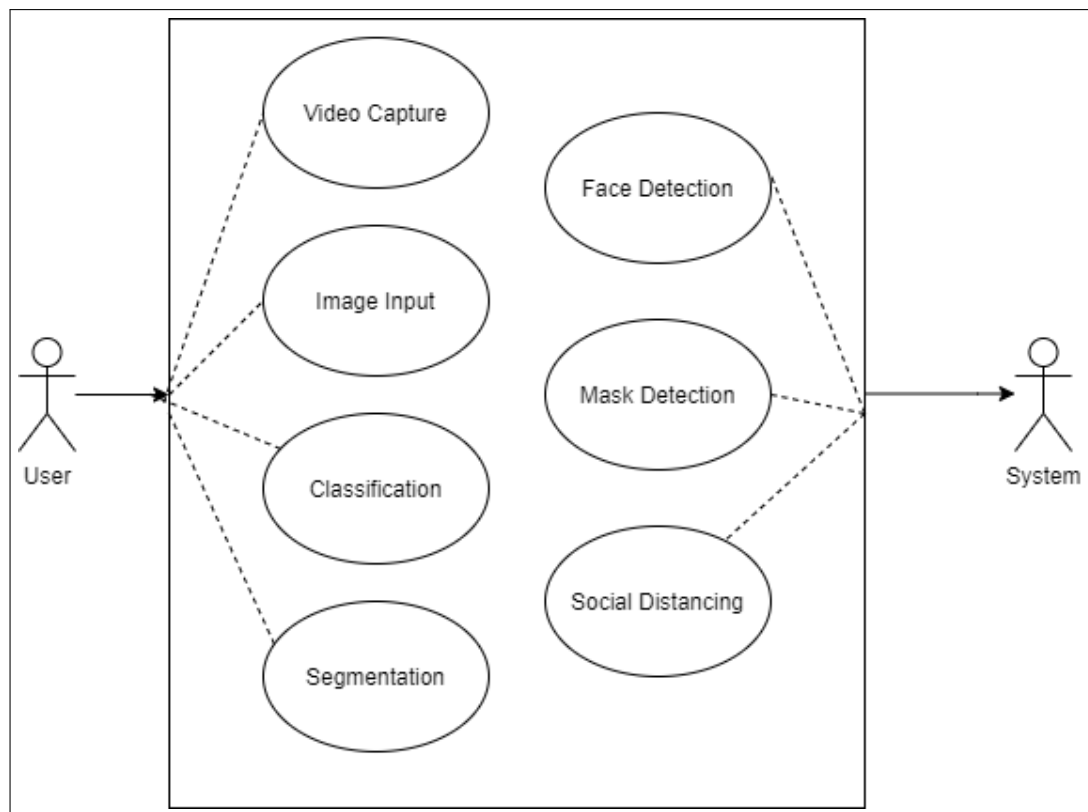 Video Capture
Face Detection
Image Input
Mask Detection
User
System
Classification
Social Distancing
Segmentation